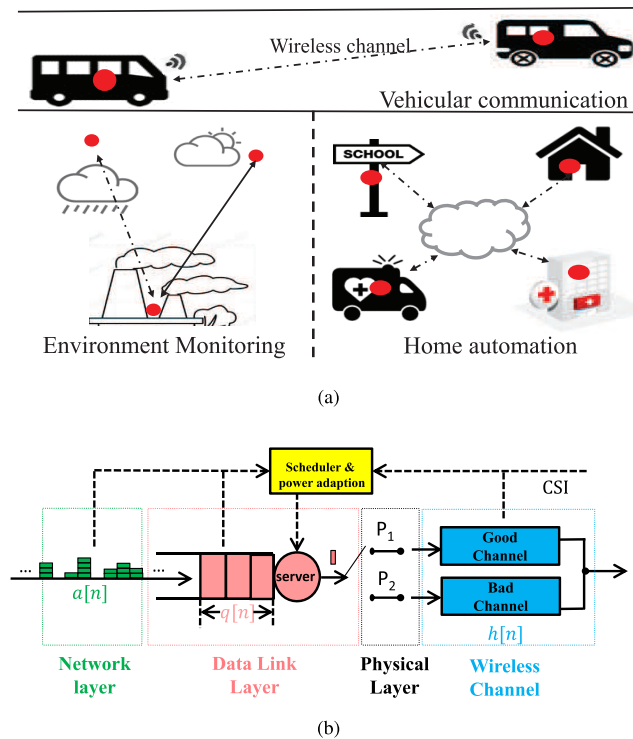 Wireless channel
Vehicular communication
SCHOOL
Environment Monitoring
Home automation
(a)
Scheduler &
power adaption
CSI
P1
Good
Channel
...
...
server
a[n]
P2
Bad
Channel
q[n]
h[n]
Network
layer
Data Link
Layer
Physical
Layer
Wireless
Channel
(b)